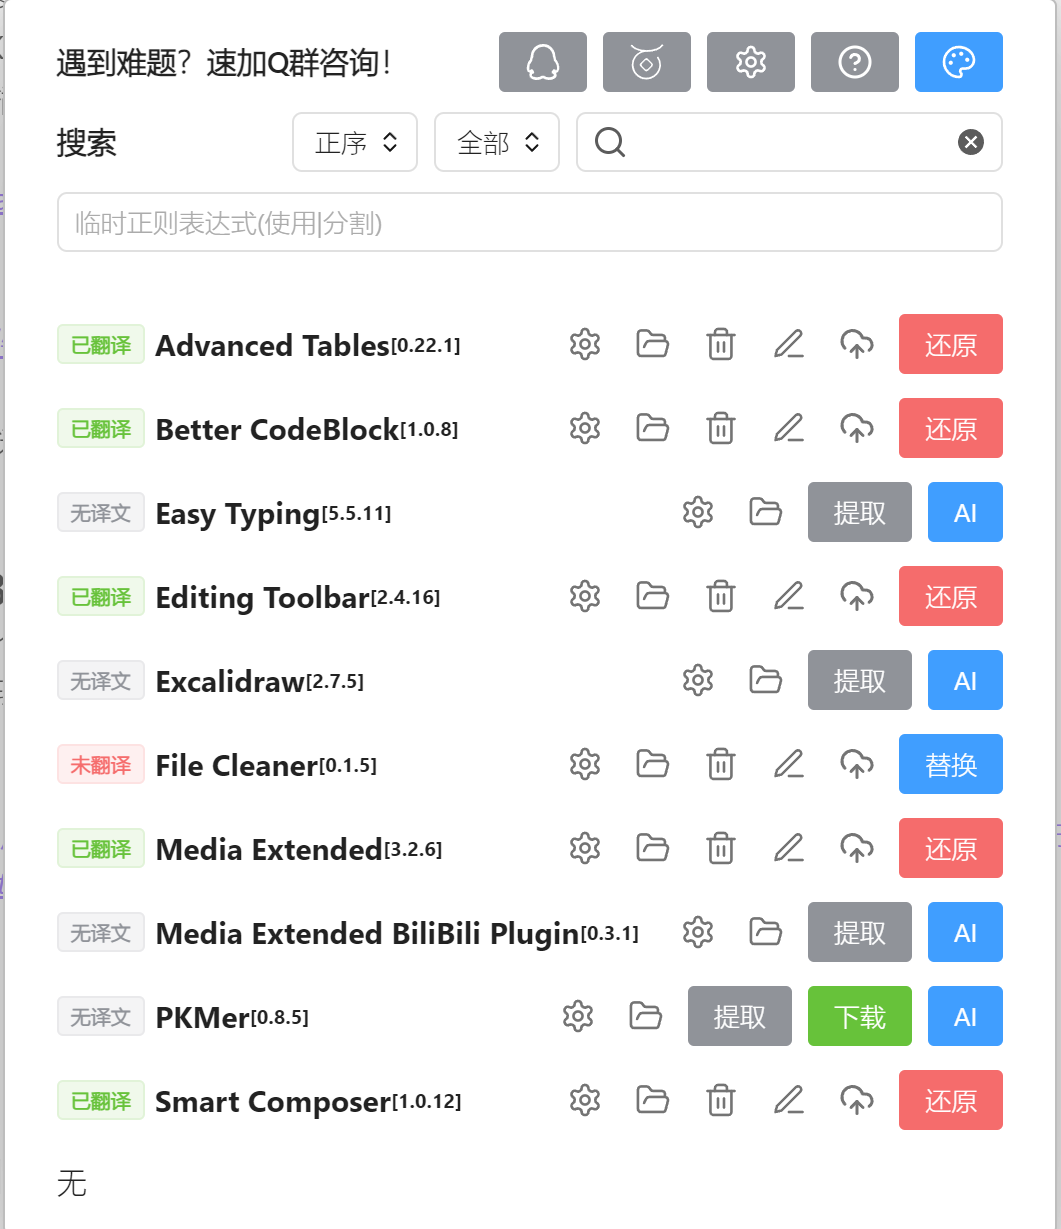 遇到难题？速加Q群咨询！
搜索 正序 全部
临时正则表达式(使用|分割)
已翻译 Advanced Tables[0.22.1] 还原
已翻译 Better CodeBlock[1.0.8] 还原
无译文 Easy Typing[5.5.11] 提取 AI
已翻译 Editing Toolbar[2.4.16] 还原
无译文 Excalidraw[2.7.5] 提取 AI
未翻译 File Cleaner[0.1.5] 替换
已翻译 Media Extended[3.2.6] 还原
无译文 Media Extended BiliBili Plugin[0.3.1] 提取 AI
无译文 PKMer[0.8.5] 提取 下载 AI
已翻译 Smart Composer[1.0.12] 还原
无